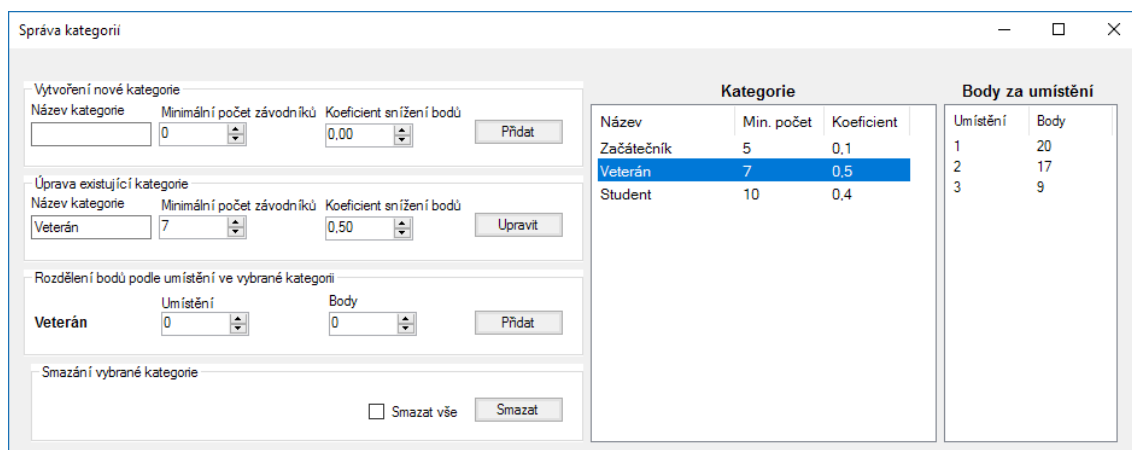 Správa kategorií
Vytvoření nové kategorie
Název kategorie Minimální počet závodníků Koeficient snížení bodů
0 0,00 Přidat
Úprava existující kategorie
Název kategorie Minimální počet závodníků Koeficient snížení bodů
Veterán 7 0,50 Upravit
Rozdělení bodů podle umístění ve vybrané kategorii
Umístění Body
Veterán 0 0 Přidat
Smazání vybrané kategorie
Smazat vše Smazat
Kategorie
Název Min. počet Koeficient
Začátečník 5 0,1
Veterán 7 0,5
Student 10 0,4
Body za umístění
Umístění Body
1 20
2 17
3 9